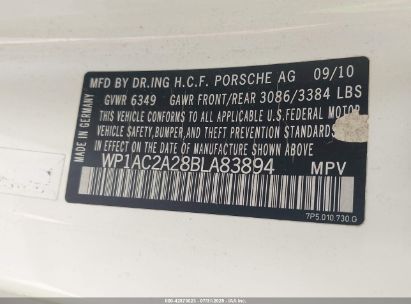 MFD BY DR.ING H.C.F. PORSCHE AG 09/10
GVWR 6349 GAWR FRONT/REAR 3086/3384 LBS
THIS VEHICLE CONFORMS TO ALL APPLICABLE U.S.FEDERAL MOTOR
VEHICLE SAFETY,BUMPER,AND THEFT PREVENTION STANDARDS
IN EFFECT ON THE DATE OF MANUFACTURE SHOWN ABOVE
WP1AC2A28BLA83894 MPV
MADE IN GERMANY
7P5.010.730.G